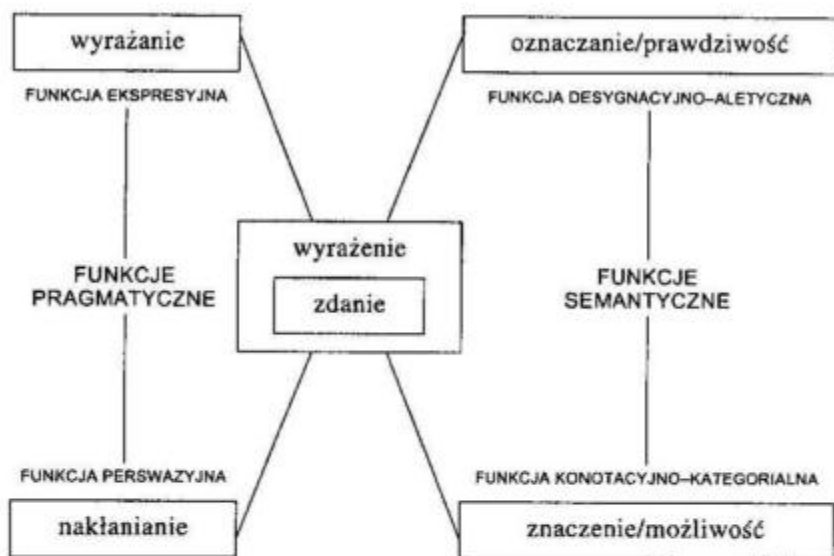 wyrażanie
oznaczanie/prawdziwość
FUNKCJA EKSPRESYJNA
FUNKCJA DESYGNACYJNO–ALETYCZNA
wyrażenie
zdanie
FUNKCJE
PRAGMATYCZNE
FUNKCJE
SEMANTYCZNE
FUNKCJA PERSWAZYJNA
FUNKCJA KONOTACYJNO–KATEGORIALNA
nakłanianie
znaczenie/możliwość